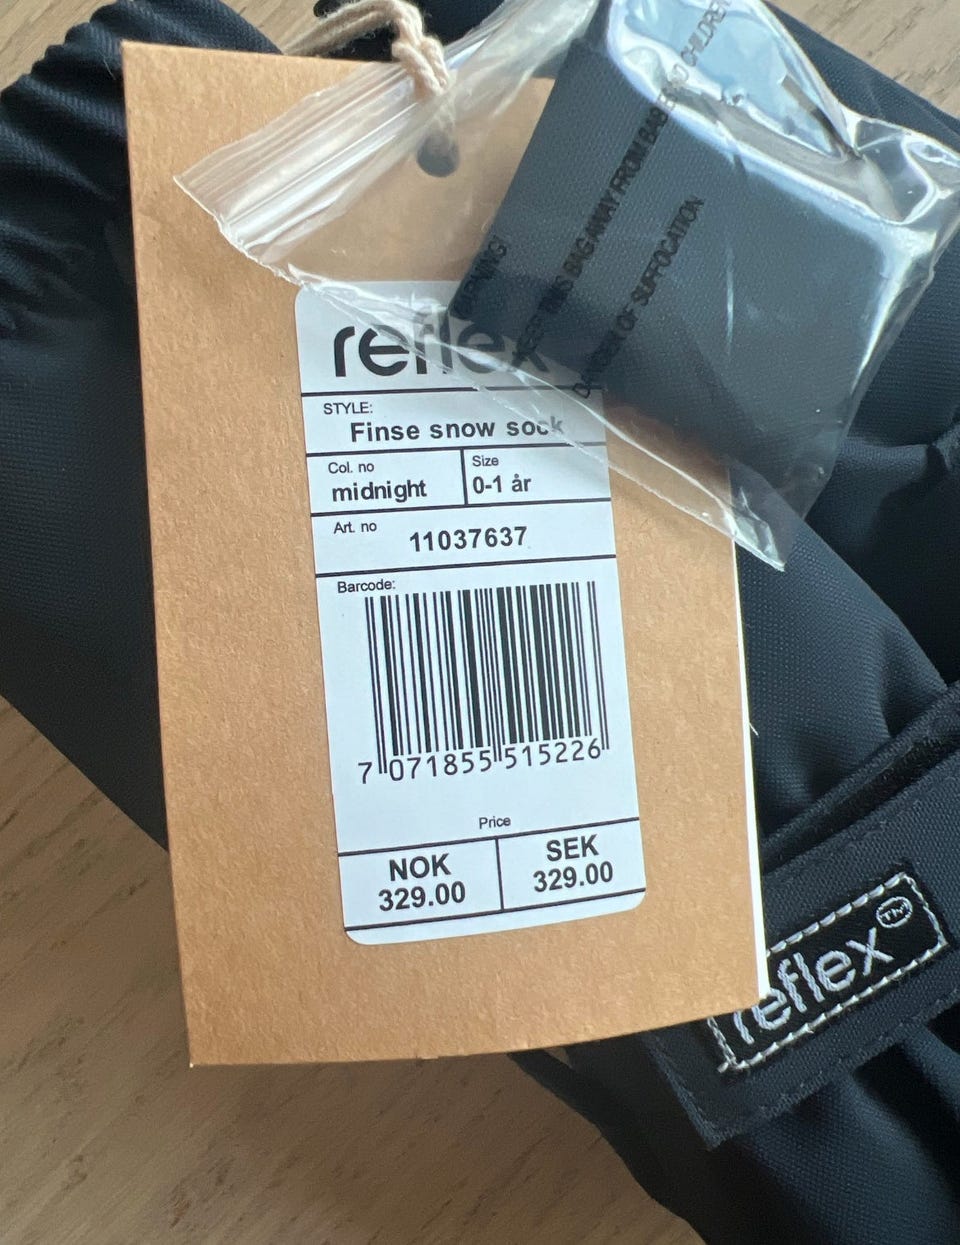 WARNING!
KEEP THIS BAG AWAY FROM BABIES AND CHILDREN
DANGER OF SUFFOCATION
reflex
STYLE:
Finse snow sock
Col. no
midnight
Size
0-1 år
Art. no
11037637
Barcode:
7 071855 515226
Price
NOK
329.00
SEK
329.00
reflex TM